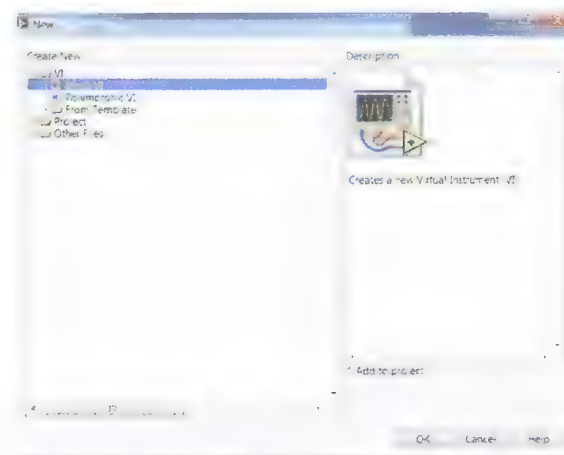 New
Create New
VI
Polymorphic VI
From Template
Project
Other Files
Description
Creates a new Virtual Instrument (VI)
Add to project
OK Cancel Help